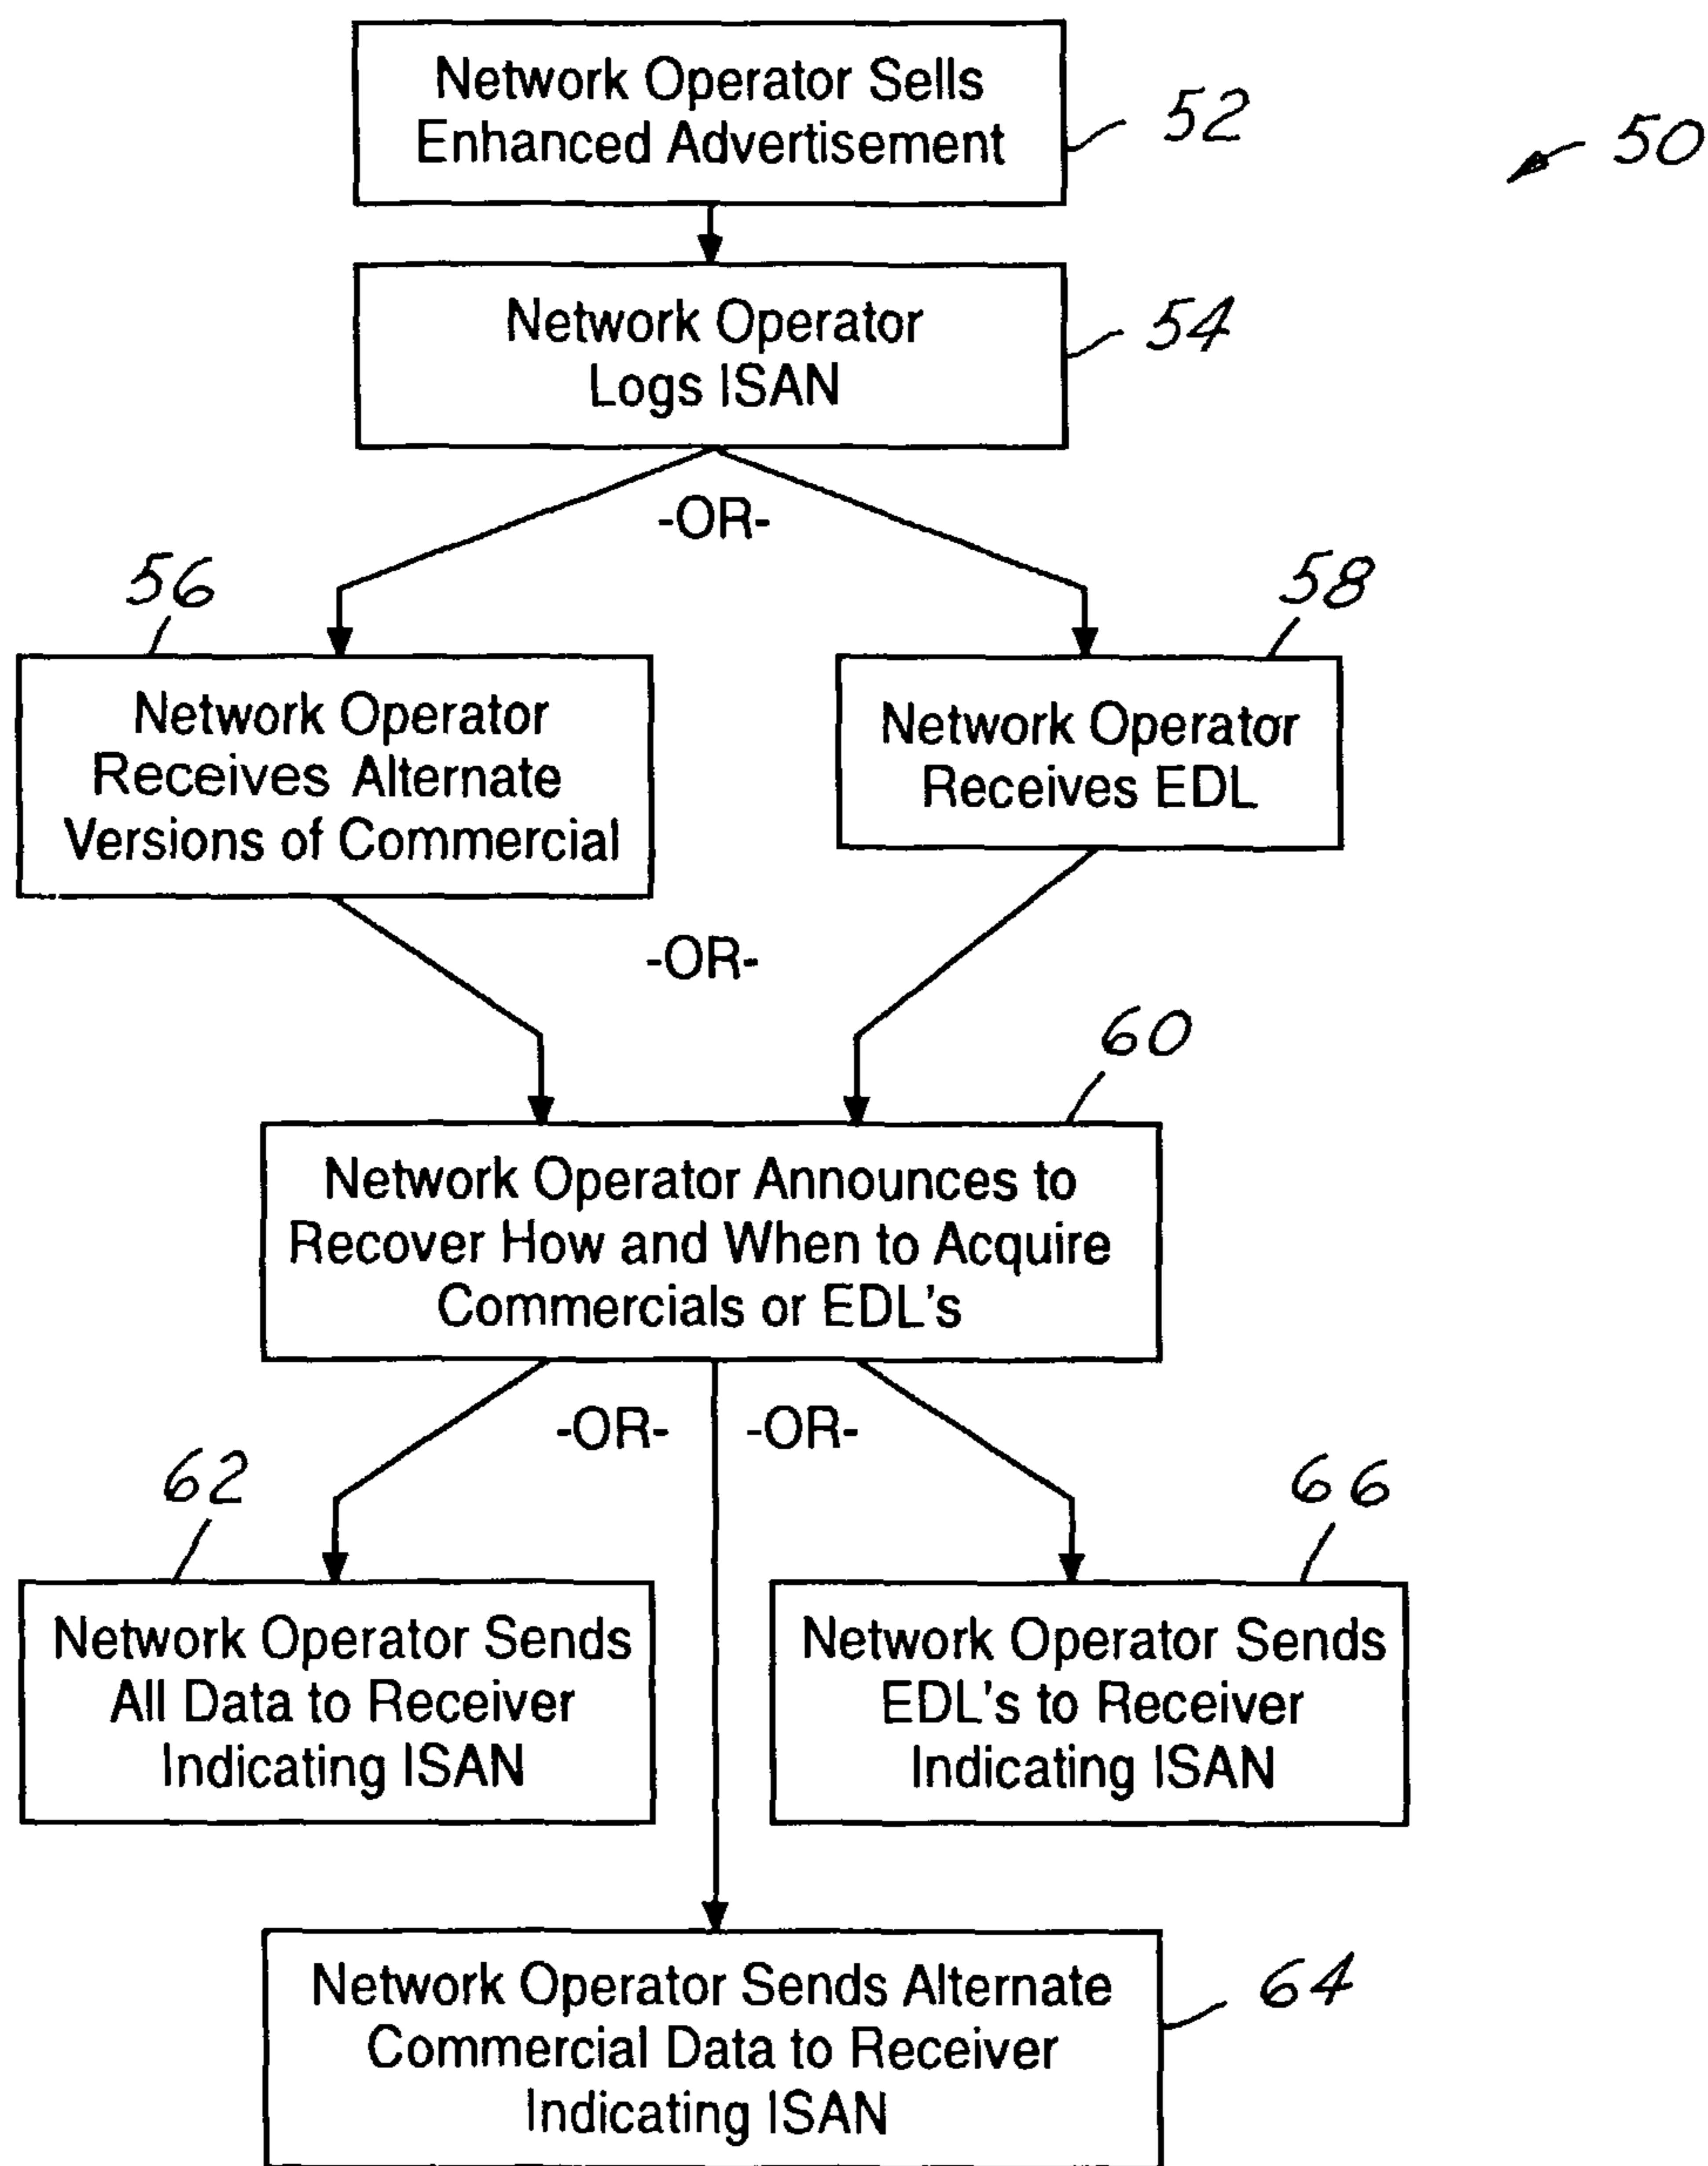 Network Operator Sells
Enhanced Advertisement
52
50
Network Operator
Logs ISAN
54
-OR-
56
58
Network Operator
Receives Alternate
Versions of Commercial
Network Operator
Receives EDL
-OR-
60
Network Operator Announces to
Recover How and When to Acquire
Commercials or EDL's
-OR-
-OR-
62
66
Network Operator Sends
All Data to Receiver
Indicating ISAN
Network Operator Sends
EDL's to Receiver
Indicating ISAN
Network Operator Sends Alternate
Commercial Data to Receiver
Indicating ISAN
64